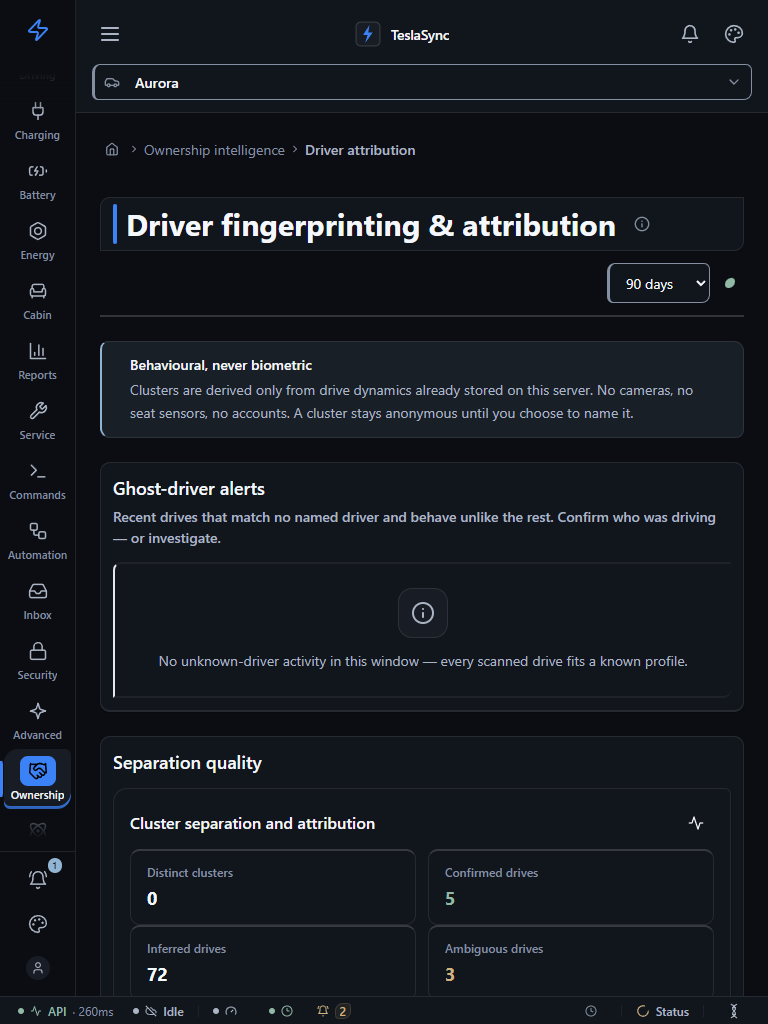 TeslaSync
Aurora
Driving
Charging
Battery
Energy
Cabin
Reports
Service
Commands
Automation
Inbox
Security
Advanced
Ownership
1
Ownership intelligence
Driver attribution
Driver fingerprinting & attribution
90 days
Behavioural, never biometric
Clusters are derived only from drive dynamics already stored on this server. No cameras, no
seat sensors, no accounts. A cluster stays anonymous until you choose to name it.
Ghost-driver alerts
Recent drives that match no named driver and behave unlike the rest. Confirm who was driving
— or investigate.
No unknown-driver activity in this window — every scanned drive fits a known profile.
Separation quality
Cluster separation and attribution
Distinct clusters
0
Confirmed drives
5
Inferred drives
72
Ambiguous drives
3
API · 260ms
Idle
2
Status